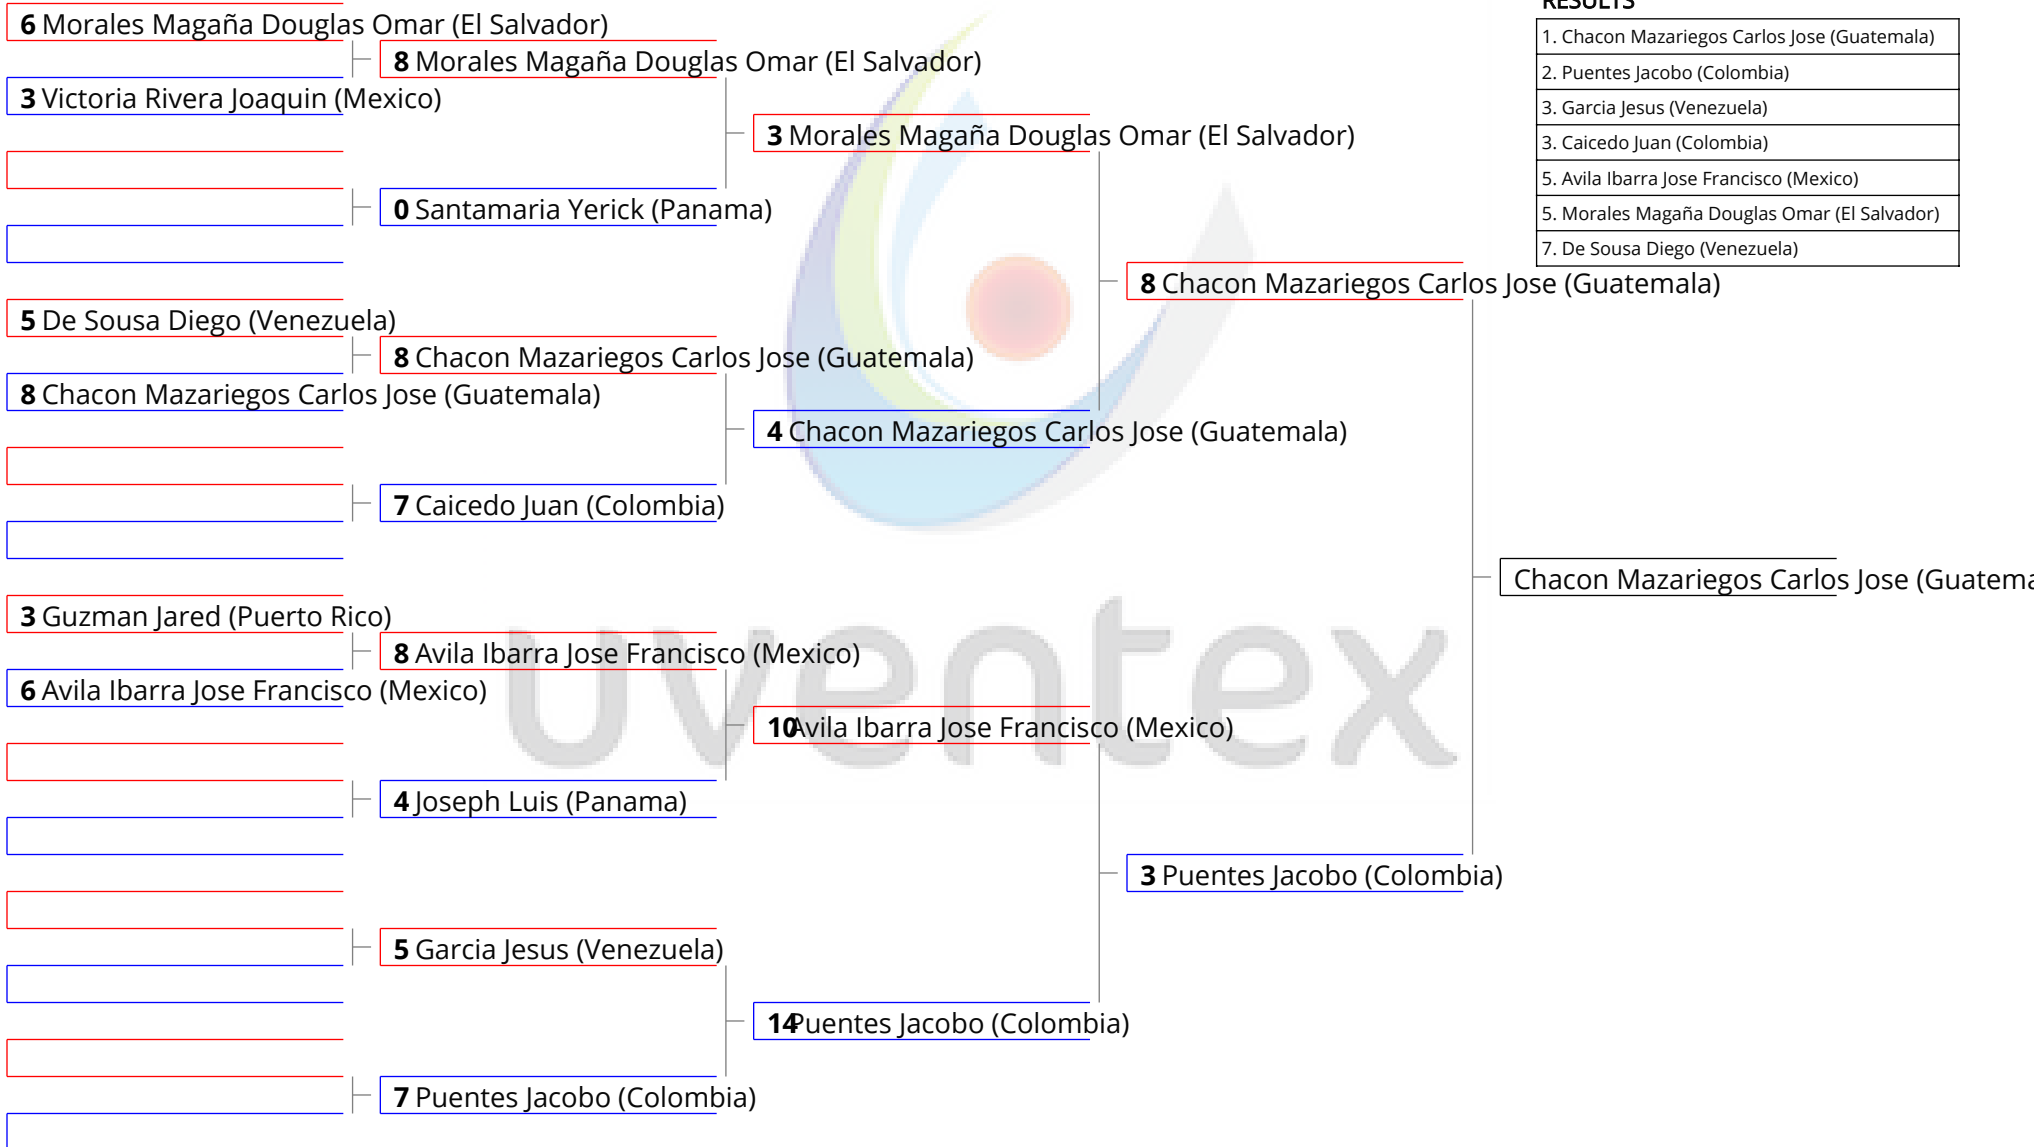 RESULTS
1. Chacon Mazariegos Carlos Jose (Guatemala)
2. Puentes Jacobo (Colombia)
3. Garcia Jesus (Venezuela)
3. Caicedo Juan (Colombia)
5. Avila Ibarra Jose Francisco (Mexico)
5. Morales Magaña Douglas Omar (El Salvador)
7. De Sousa Diego (Venezuela)
6 Morales Magaña Douglas Omar (El Salvador)
3 Victoria Rivera Joaquin (Mexico)
5 De Sousa Diego (Venezuela)
8 Chacon Mazariegos Carlos Jose (Guatemala)
3 Guzman Jared (Puerto Rico)
6 Avila Ibarra Jose Francisco (Mexico)
8 Morales Magaña Douglas Omar (El Salvador)
0 Santamaria Yerick (Panama)
8 Chacon Mazariegos Carlos Jose (Guatemala)
7 Caicedo Juan (Colombia)
8 Avila Ibarra Jose Francisco (Mexico)
4 Joseph Luis (Panama)
5 Garcia Jesus (Venezuela)
7 Puentes Jacobo (Colombia)
3 Morales Magaña Douglas Omar (El Salvador)
4 Chacon Mazariegos Carlos Jose (Guatemala)
10 Avila Ibarra Jose Francisco (Mexico)
14 Puentes Jacobo (Colombia)
8 Chacon Mazariegos Carlos Jose (Guatemala)
3 Puentes Jacobo (Colombia)
Chacon Mazariegos Carlos Jose (Guatema
uventex